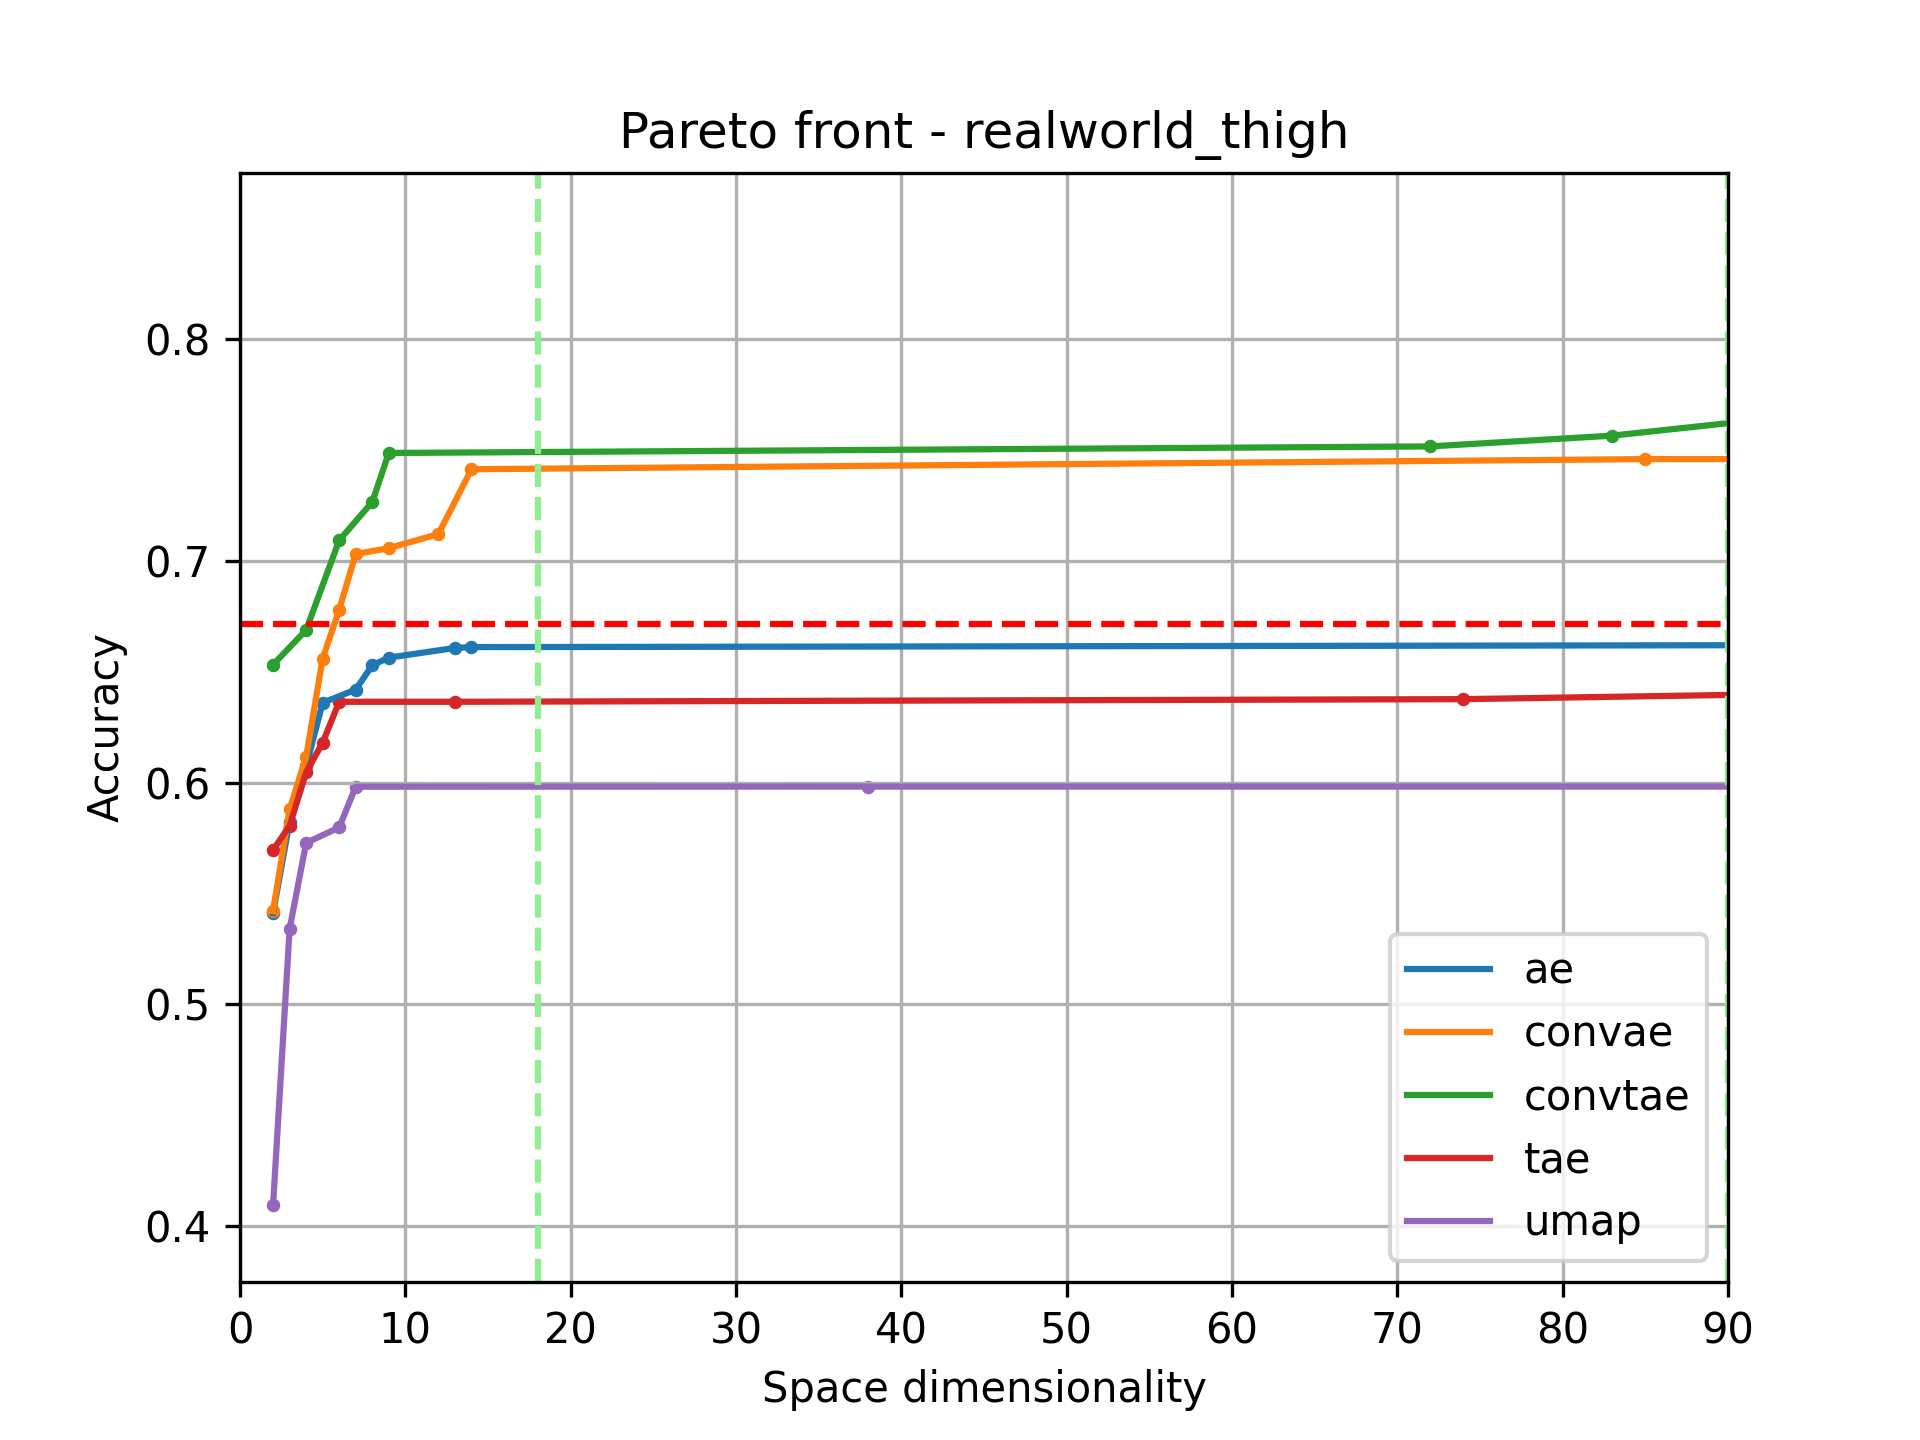 Pareto front - realworld_thigh
Accuracy
0.8
0.7
0.6
0.5
0.4
0 10 20 30 40 50 60 70 80 90
Space dimensionality
ae
convae
convtae
tae
umap